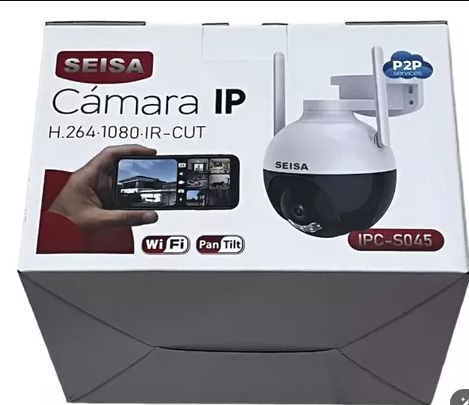 SEISA
Cámara IP
H.264·1080·IR-CUT
P2P
services
SEISA
WiFi
Pan Tilt
IPC-S045